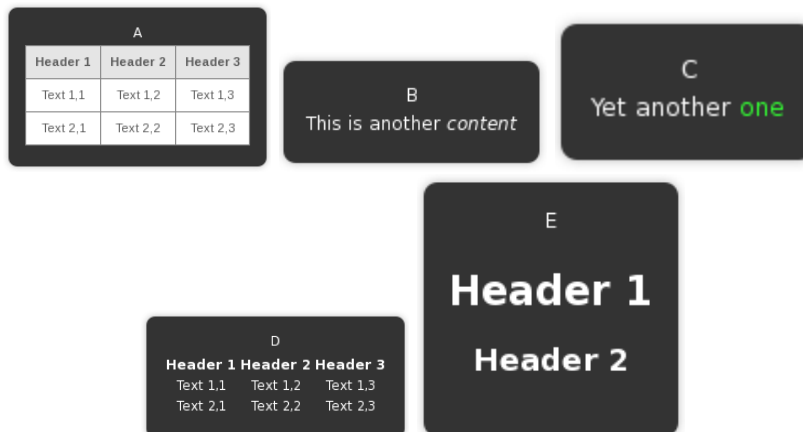 A
Header 1 Header 2 Header 3
Text 1,1 Text 1,2 Text 1,3
Text 2,1 Text 2,2 Text 2,3
B
This is another content
C
Yet another one
D
Header 1 Header 2 Header 3
Text 1,1 Text 1,2 Text 1,3
Text 2,1 Text 2,2 Text 2,3
E
Header 1
Header 2